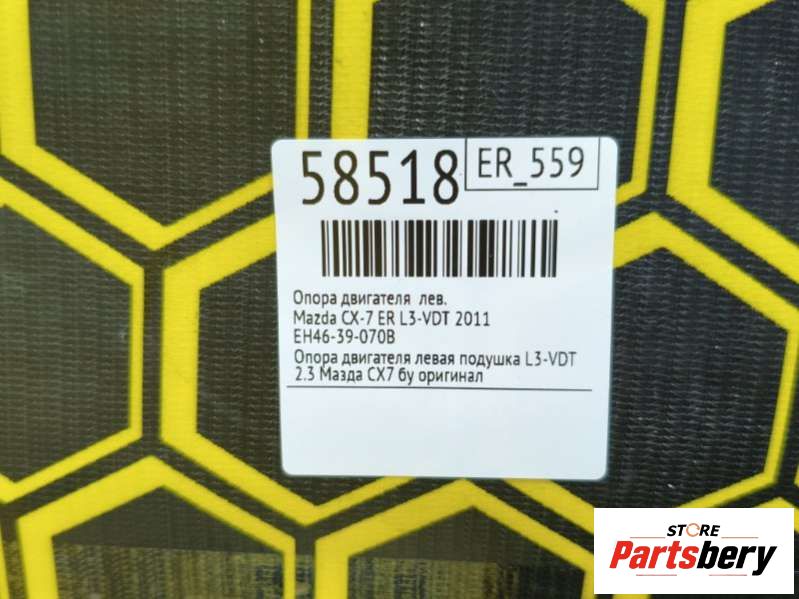 58518
ER_559
Опора двигателя лев.
Mazda CX-7 ER L3-VDT 2011
EH46-39-070B
Опора двигателя левая подушка L3-VDT
2.3 Мазда СХ7 бу оригинал
STORE
Partsbery